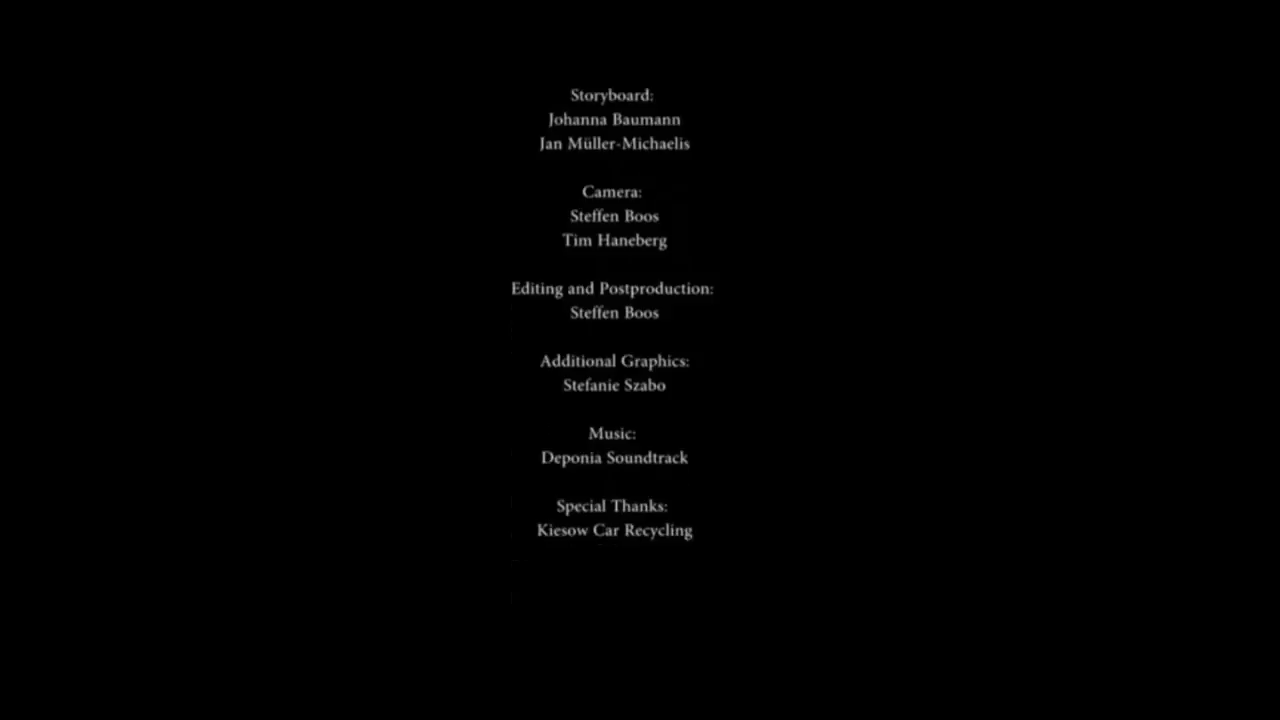 Storyboard:
Johanna Baumann
Jan Müller-Michaelis
Camera:
Steffen Boos
Tim Haneberg
Editing and Postproduction:
Steffen Boos
Additional Graphics:
Stefanie Szabo
Music:
Deponia Soundtrack
Special Thanks:
Kiesow Car Recycling